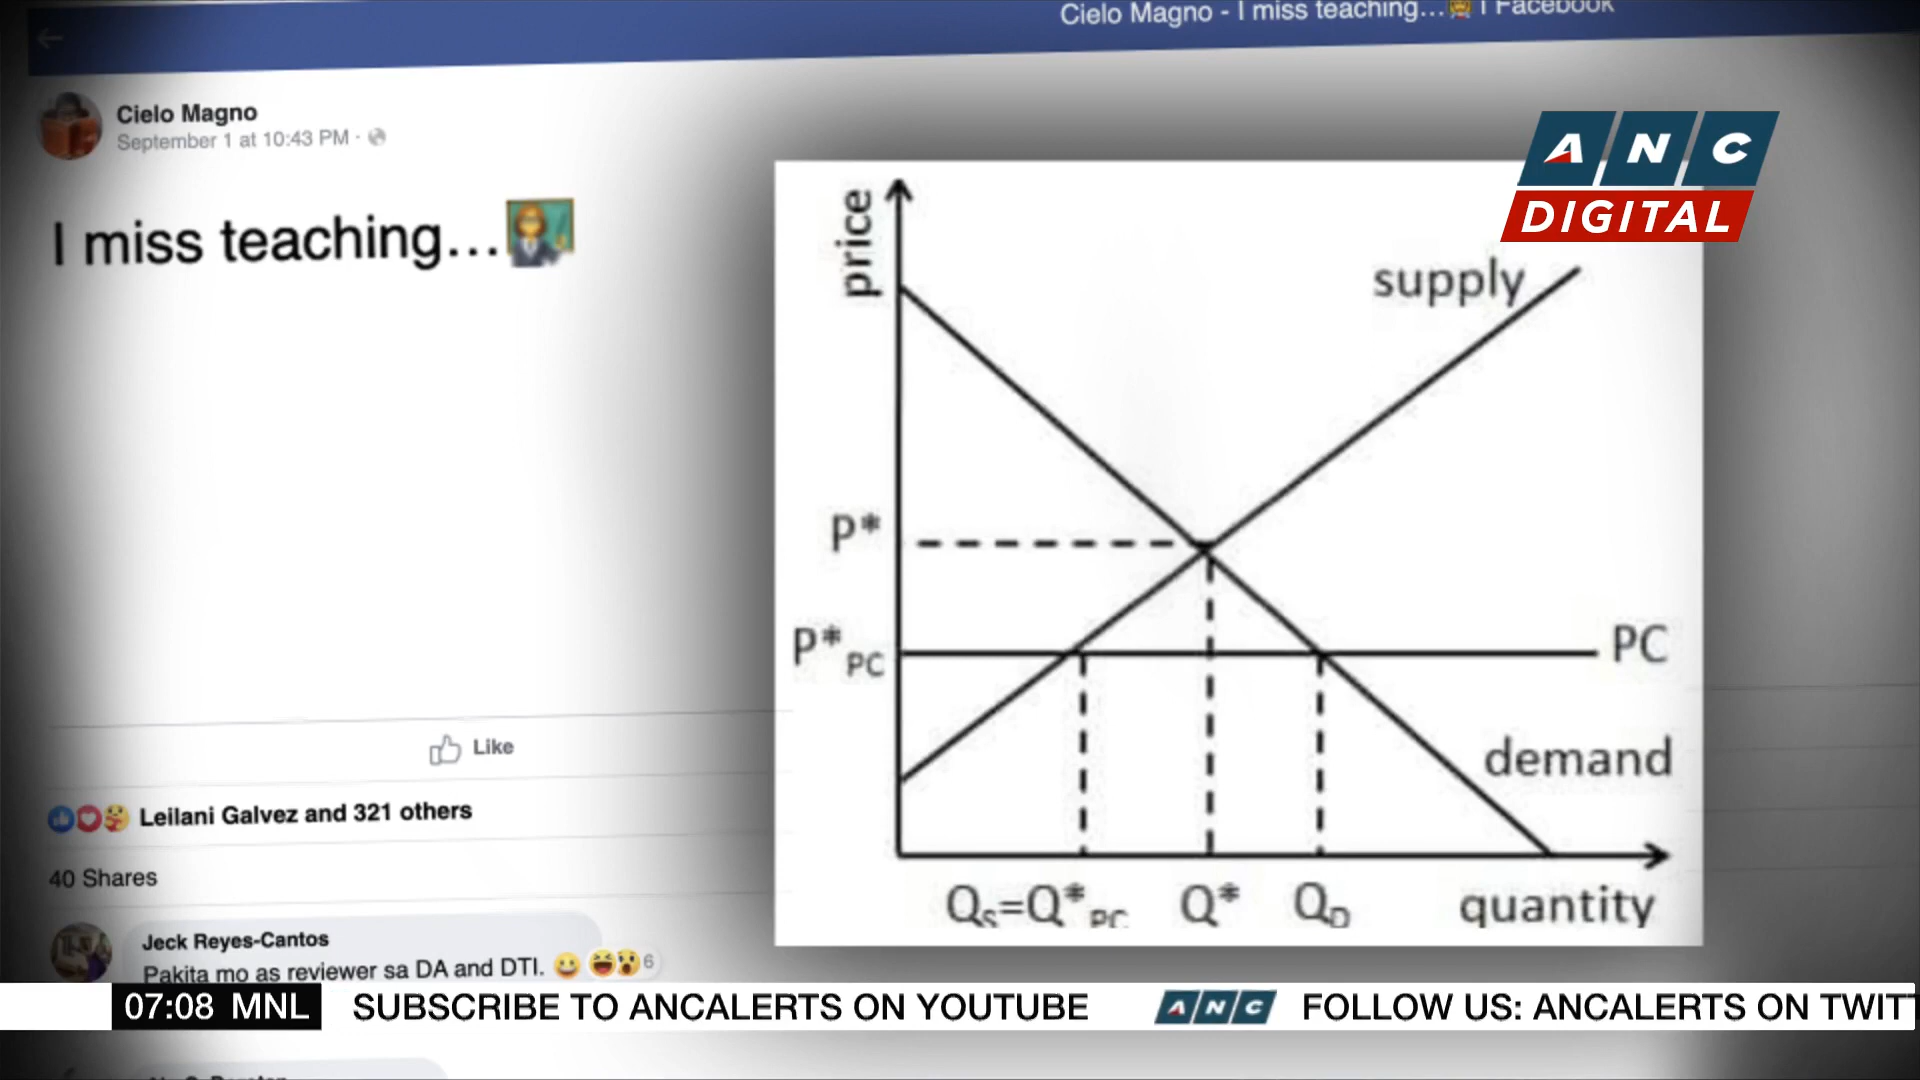 Cielo Magno - I miss teaching... I Facebook
Cielo Magno
September 1 at 10:43 PM ·
I miss teaching...
ANC
DIGITAL
price
supply
P*
P*PC
PC
demand
Qs=Q*PC Q* QD quantity
Like
Leilani Galvez and 321 others
40 Shares
Jeck Reyes-Cantos
Pakita mo as reviewer sa DA and DTI.
6
07:08 MNL SUBSCRIBE TO ANCALERTS ON YOUTUBE ANC FOLLOW US: ANCALERTS ON TWIT